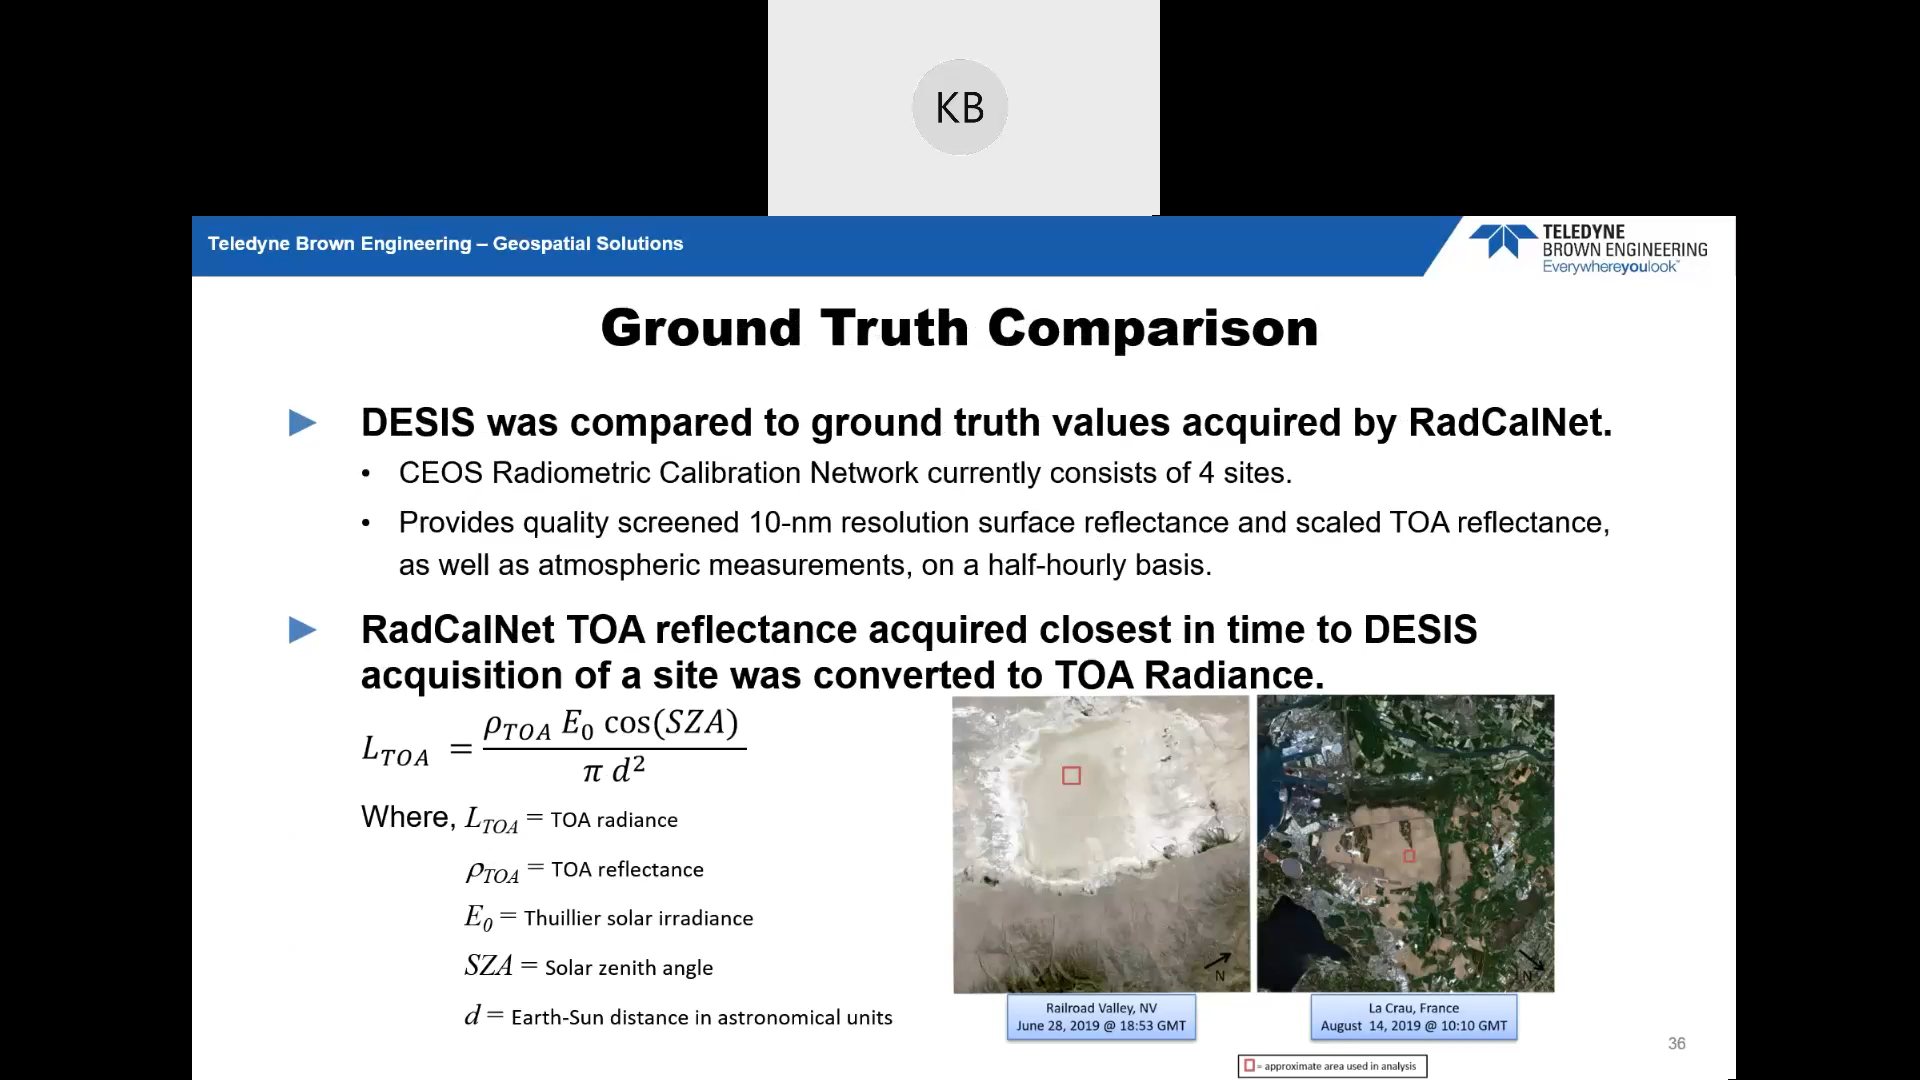 KB
Teledyne Brown Engineering – Geospatial Solutions
TELEDYNE
BROWN ENGINEERING
Everywhereyoulook™
Ground Truth Comparison
DESIS was compared to ground truth values acquired by RadCalNet.
• CEOS Radiometric Calibration Network currently consists of 4 sites.
• Provides quality screened 10-nm resolution surface reflectance and scaled TOA reflectance,
as well as atmospheric measurements, on a half-hourly basis.
RadCalNet TOA reflectance acquired closest in time to DESIS
acquisition of a site was converted to TOA Radiance.
L_TOA = ρ_TOA E_0 cos(SZA) / π d²
Where, L_TOA = TOA radiance
ρ_TOA = TOA reflectance
E_0 = Thuillier solar irradiance
SZA = Solar zenith angle
d = Earth-Sun distance in astronomical units
N
N
Railroad Valley, NV
June 28, 2019 @ 18:53 GMT
La Crau, France
August 14, 2019 @ 10:10 GMT
= approximate area used in analysis
36